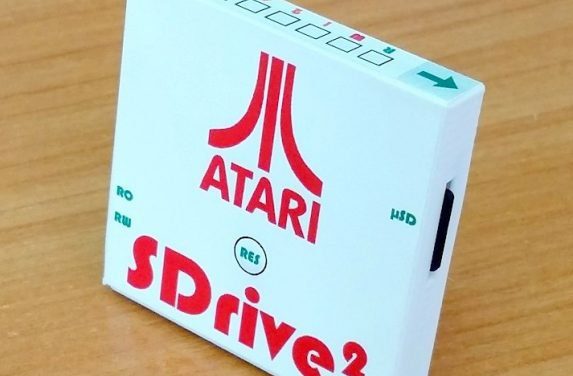 ATARI
RO
RW
µSD
RES
SDrive²